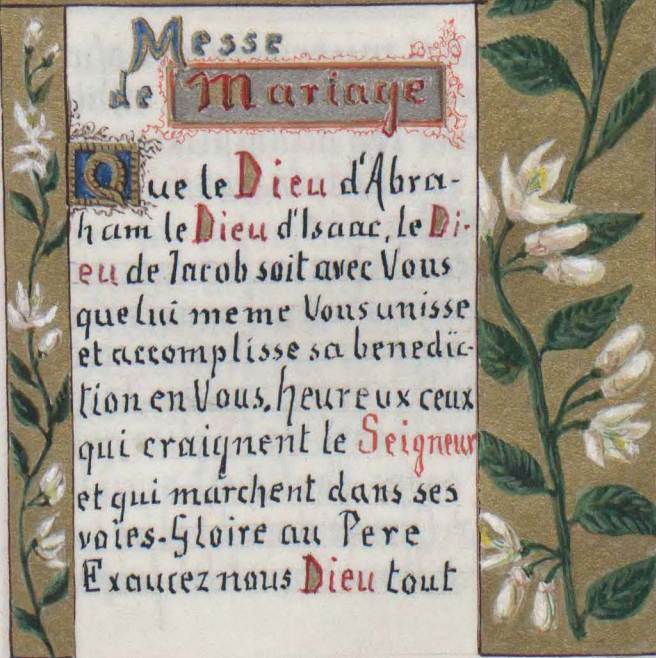 Messe
de Mariage
Que le Dieu d'Abra-
ham le Dieu d'Isaac, le Di-
eu de Jacob soit avec Vous
que lui meme Vous unisse
et accomplisse sa benedic-
tion en Vous, heureux ceux
qui craignent le Seigneur
et qui marchent dans ses
voies. Gloire au Pere
Exaucez nous Dieu tout